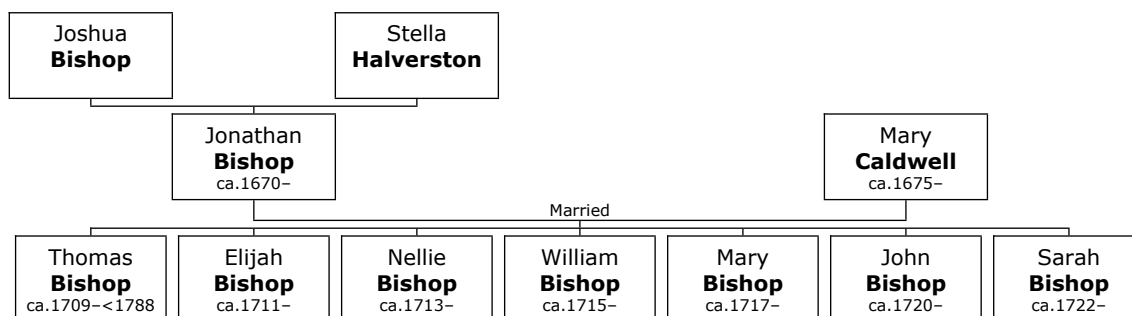 Joshua
Bishop
Stella
Halverston
Jonathan
Bishop
ca.1670–
Mary
Caldwell
ca.1675–
Married
Thomas
Bishop
ca.1709–<1788
Elijah
Bishop
ca.1711–
Nellie
Bishop
ca.1713–
William
Bishop
ca.1715–
Mary
Bishop
ca.1717–
John
Bishop
ca.1720–
Sarah
Bishop
ca.1722–